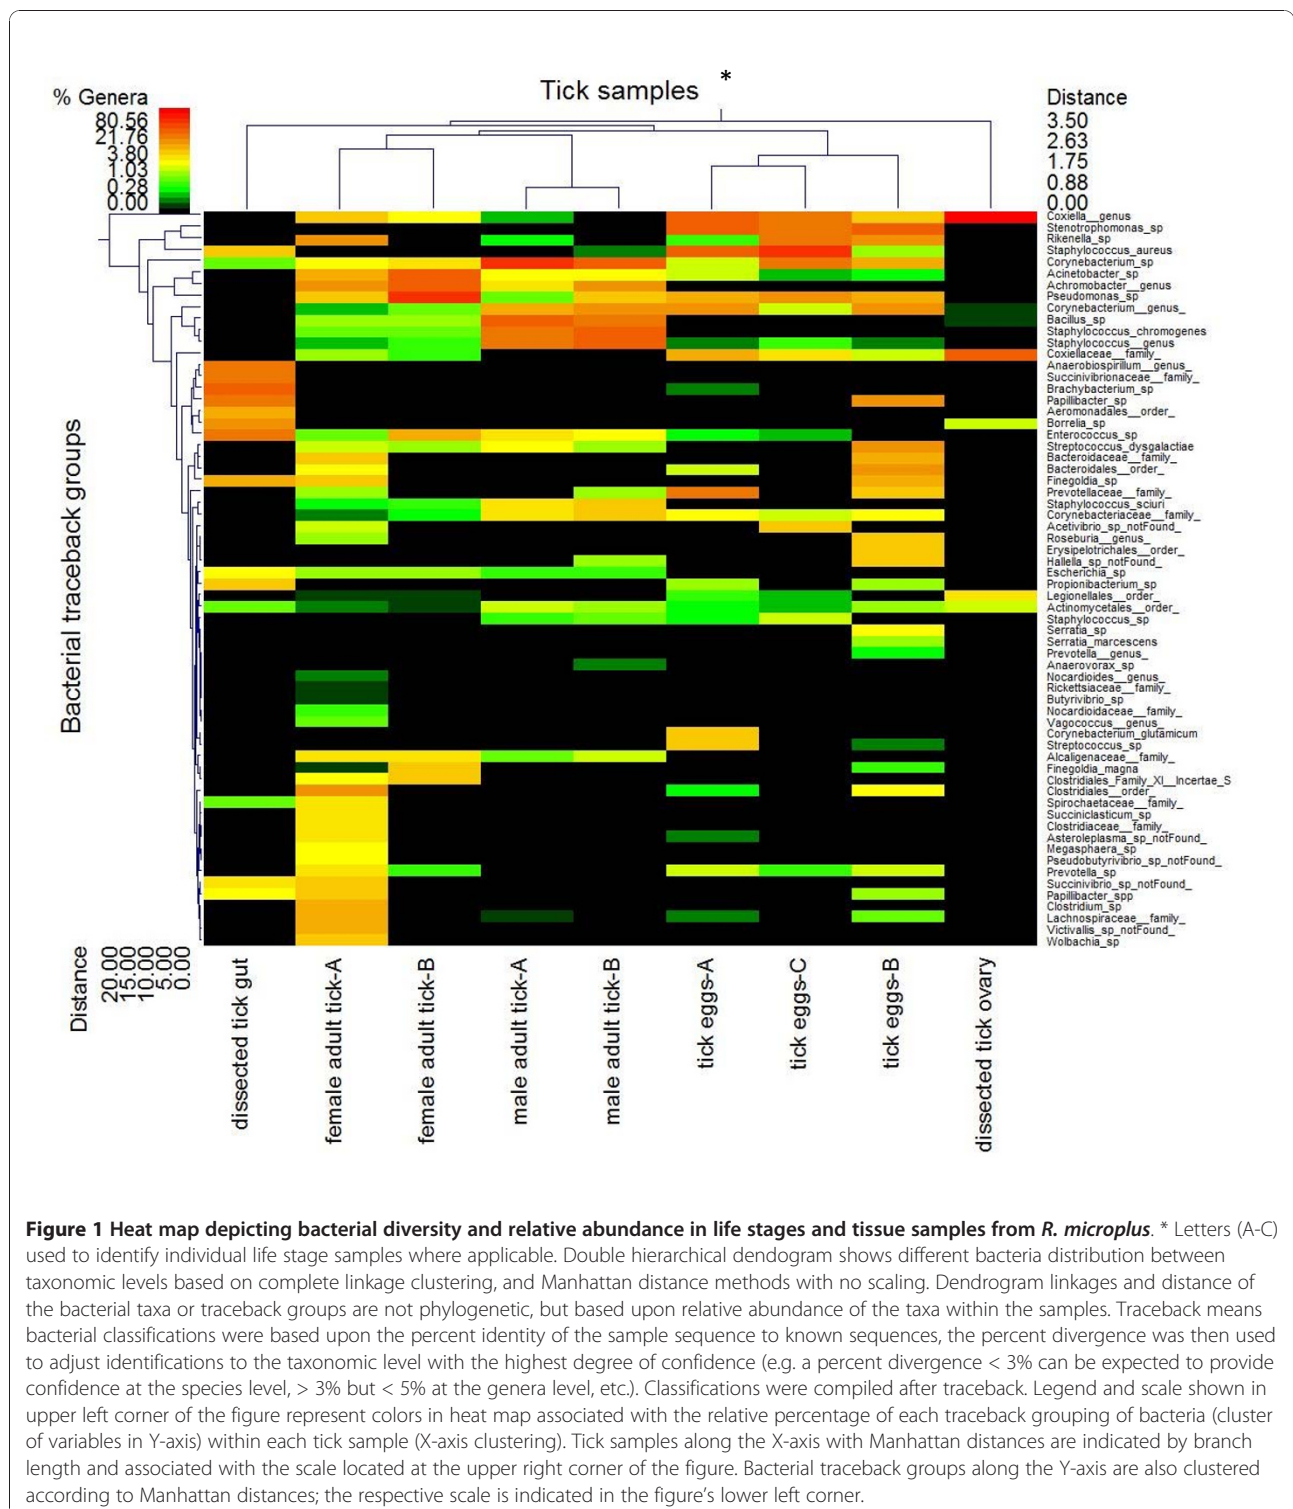 Tick samples *
% Genera
80.56
21.76
3.80
1.03
0.28
0.00
Distance
3.50
2.63
1.75
0.88
0.00
Coxiella__genus
Stenotrophomonas_sp
Rikenella_sp
Staphylococcus_aureus
Corynebacterium_sp
Acinetobacter_sp
Achromobacter__genus
Pseudomonas_sp
Corynebacterium__genus_
Bacillus_sp
Staphylococcus_chromogenes
Staphylococcus__genus
Coxiellaceae__family_
Anaerobiospirillum__genus_
Succinivibrionaceae__family_
Brachybacterium_sp
Papillibacter_sp
Aeromonadales__order_
Borrelia_sp
Enterococcus_sp
Streptococcus_dysgalactiae
Bacteroidaceae__family_
Bacteroidales__order_
Finegoldia_sp
Prevotellaceae__family_
Staphylococcus_sciuri
Corynebacteriaceae__family_
Acetivibrio_sp_notFound_
Roseburia__genus_
Erysipelotrichales__order_
Hallella_sp_notFound_
Escherichia_sp
Propionibacterium_sp
Legionellales__order_
Actinomycetales__order_
Staphylococcus_sp
Serratia_sp
Serratia_marcescens
Prevotella__genus_
Anaerovorax_sp
Nocardioides__genus_
Rickettsiaceae__family_
Butyrivibrio_sp
Nocardioidaceae__family_
Vagococcus__genus_
Corynebacterium_glutamicum
Streptococcus_sp
Alcaligenaceae__family_
Finegoldia_magna
Clostridiales_Family_XI__Incertae_S
Clostridiales__order_
Spirochaetaceae__family_
Succiniclasticum_sp
Clostridiaceae__family_
Asteroleplasma_sp_notFound_
Megasphaera_sp
Pseudobutyrivibrio_sp_notFound_
Prevotella_sp
Succinivibrio_sp_notFound_
Papillibacter_spp
Clostridium_sp
Lachnospiraceae__family_
Victivallis_sp_notFound_
Wolbachia_sp
Bacterial traceback groups
Distance
20.00
15.00
10.00
5.00
0.00
dissected tick gut
female adult tick-A
female adult tick-B
male adult tick-A
male adult tick-B
tick eggs-A
tick eggs-C
tick eggs-B
dissected tick ovary
Figure 1 Heat map depicting bacterial diversity and relative abundance in life stages and tissue samples from R. microplus. * Letters (A-C)
used to identify individual life stage samples where applicable. Double hierarchical dendogram shows different bacteria distribution between
taxonomic levels based on complete linkage clustering, and Manhattan distance methods with no scaling. Dendrogram linkages and distance of
the bacterial taxa or traceback groups are not phylogenetic, but based upon relative abundance of the taxa within the samples. Traceback means
bacterial classifications were based upon the percent identity of the sample sequence to known sequences, the percent divergence was then used
to adjust identifications to the taxonomic level with the highest degree of confidence (e.g. a percent divergence < 3% can be expected to provide
confidence at the species level, > 3% but < 5% at the genera level, etc.). Classifications were compiled after traceback. Legend and scale shown in
upper left corner of the figure represent colors in heat map associated with the relative percentage of each traceback grouping of bacteria (cluster
of variables in Y-axis) within each tick sample (X-axis clustering). Tick samples along the X-axis with Manhattan distances are indicated by branch
length and associated with the scale located at the upper right corner of the figure. Bacterial traceback groups along the Y-axis are also clustered
according to Manhattan distances; the respective scale is indicated in the figure's lower left corner.